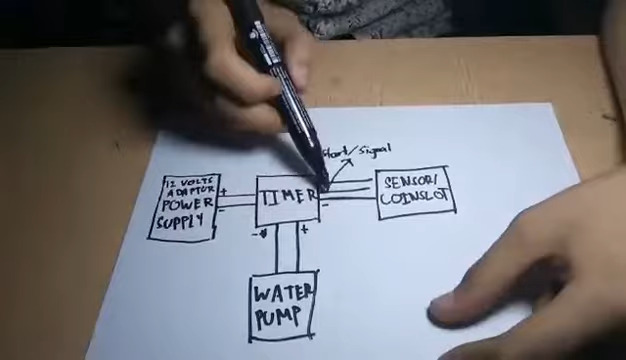 Start/Signal
12 VOLTS
ADAPTOR
POWER
SUPPLY
+
-
TIMER
-
SENSOR/
COINSLOT
- +
WATER
PUMP